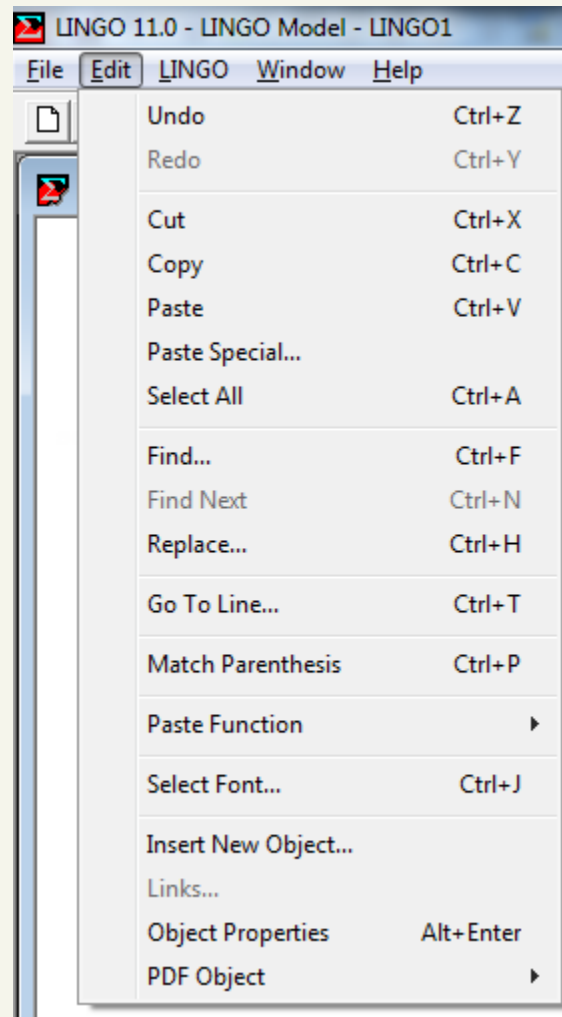 LINGO 11.0 - LINGO Model - LINGO1
File Edit LINGO Window Help
Undo Ctrl+Z
Redo Ctrl+Y
Cut Ctrl+X
Copy Ctrl+C
Paste Ctrl+V
Paste Special...
Select All Ctrl+A
Find... Ctrl+F
Find Next Ctrl+N
Replace... Ctrl+H
Go To Line... Ctrl+T
Match Parenthesis Ctrl+P
Paste Function
Select Font... Ctrl+J
Insert New Object...
Links...
Object Properties Alt+Enter
PDF Object